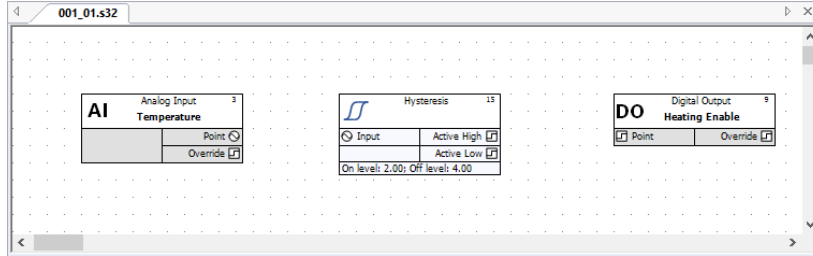 001_01.s32
AI Analog Input 3
Temperature
Point
Override
Hysteresis 15
Input Active High
Active Low
On level: 2.00; Off level: 4.00
DO Digital Output 9
Heating Enable
Point Override